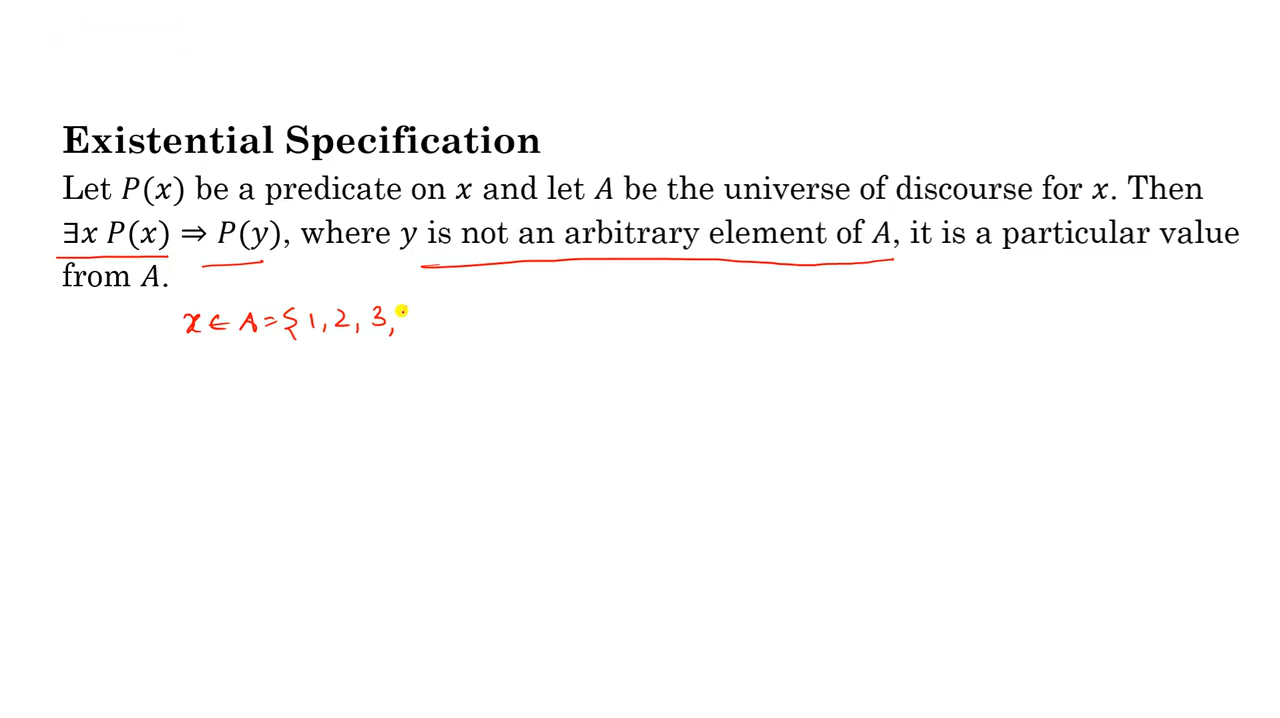 Existential Specification
Let P(x) be a predicate on x and let A be the universe of discourse for x. Then
∃x P(x) ⇒ P(y), where y is not an arbitrary element of A, it is a particular value
from A.
x ∈ A = { 1, 2, 3,